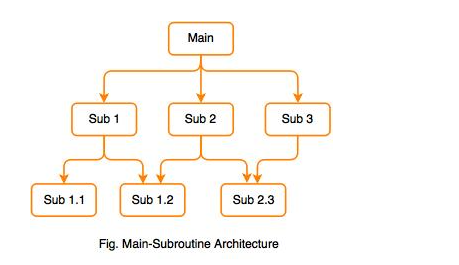 Main
Sub 1
Sub 2
Sub 3
Sub 1.1
Sub 1.2
Sub 2.3
Fig. Main-Subroutine Architecture